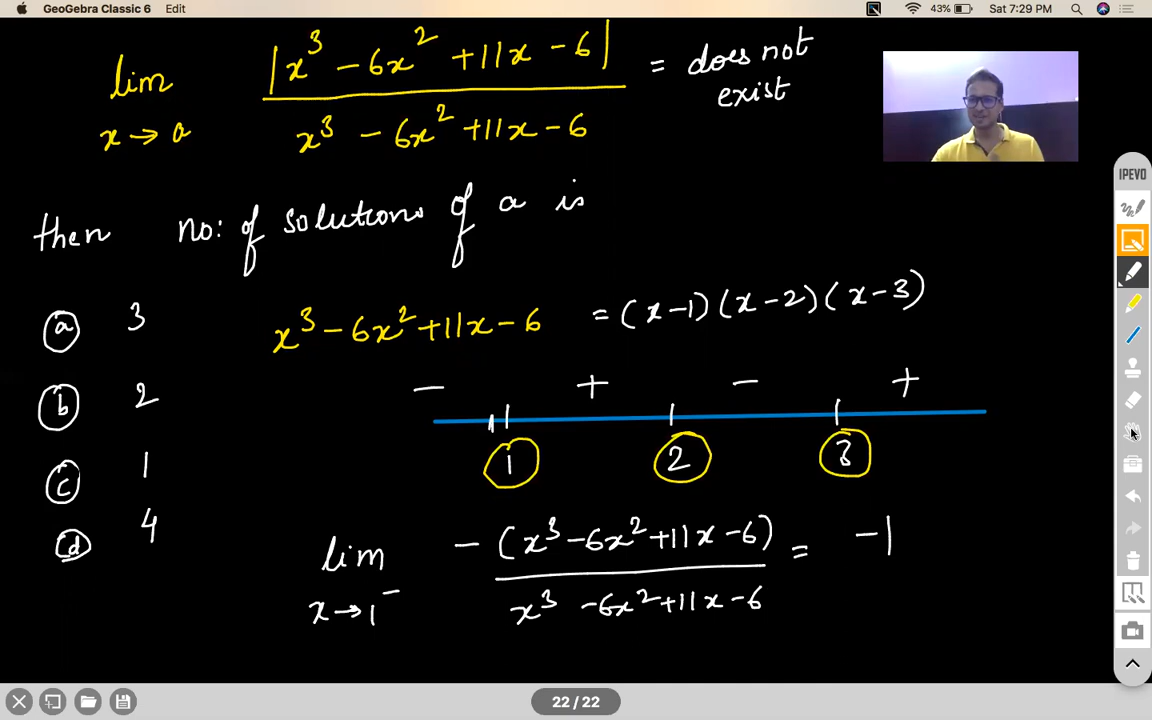 GeoGebra Classic 6 Edit 43% Sat 7:29 PM
lim x → a |x³ - 6x² + 11x - 6| / x³ - 6x² + 11x - 6 = does not exist
IPEVO
then no: of solutions of a is
ⓐ 3
x³ - 6x² + 11x - 6 = (x-1)(x-2)(x-3)
ⓑ 2
- + - +
1 2 3
ⓒ 1
ⓓ 4
lim x → 1⁻ -(x³ - 6x² + 11x - 6) / x³ - 6x² + 11x - 6 = -1
22 / 22